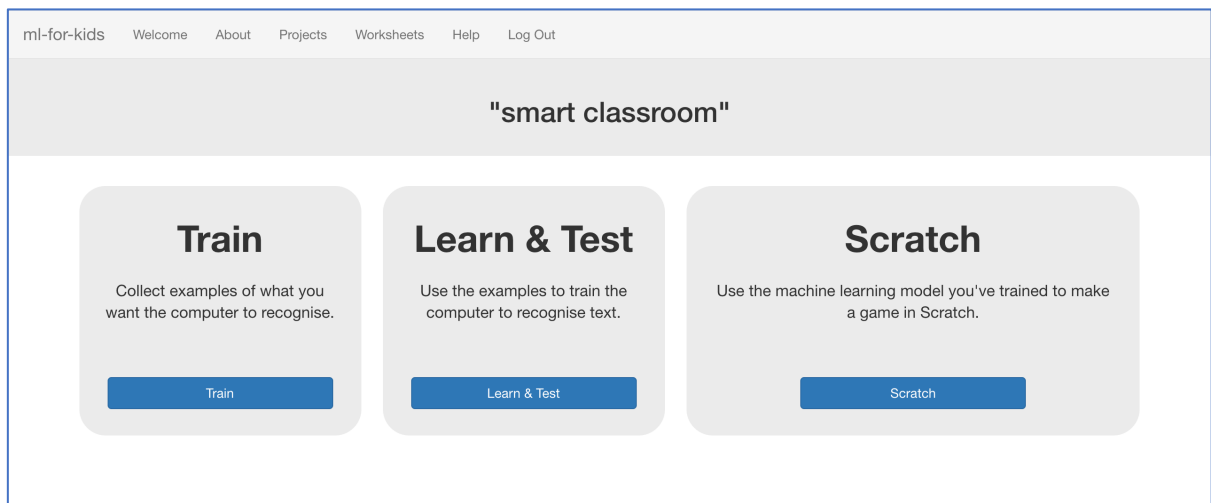 ml-for-kids Welcome About Projects Worksheets Help Log Out
"smart classroom"
Train
Collect examples of what you
want the computer to recognise.
Train
Learn & Test
Use the examples to train the
computer to recognise text.
Learn & Test
Scratch
Use the machine learning model you've trained to make
a game in Scratch.
Scratch